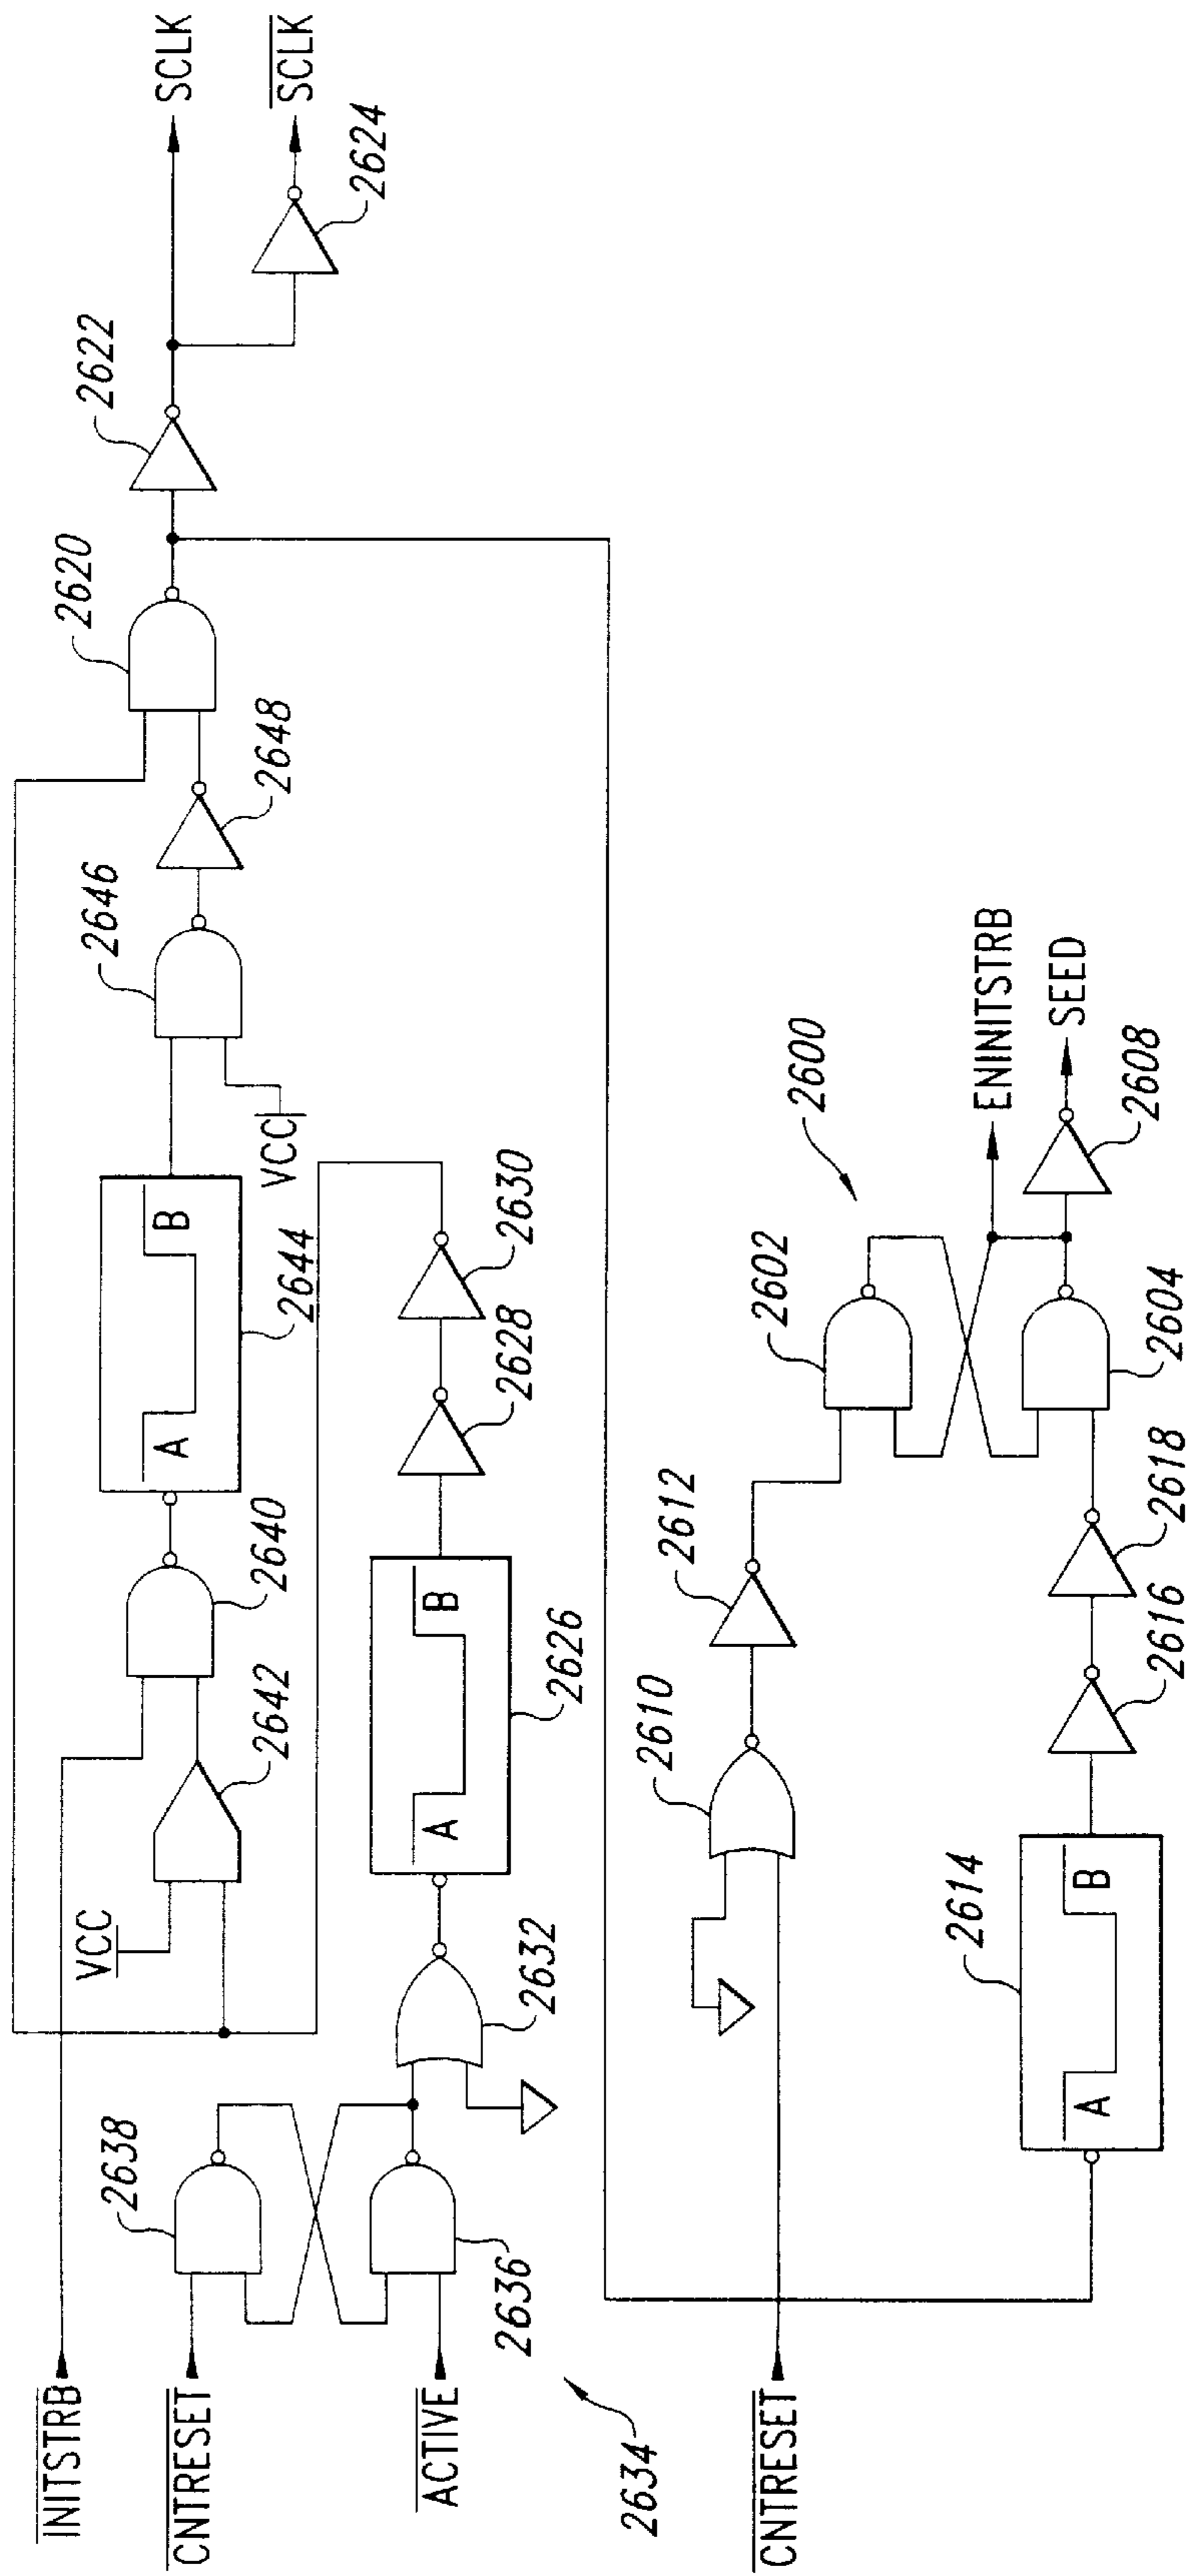 INITSTRB
CNTRESET
ACTIVE
2634
CNTRESET
2638
2636
VCC
2642
2640
A
B
2644
VCC
2646
2648
2620
2622
SCLK
SCLK
2624
2632
A
B
2626
2628
2630
2610
2612
2614
A
B
2616
2618
2602
2604
2600
ENINITSTRB
SEED
2608